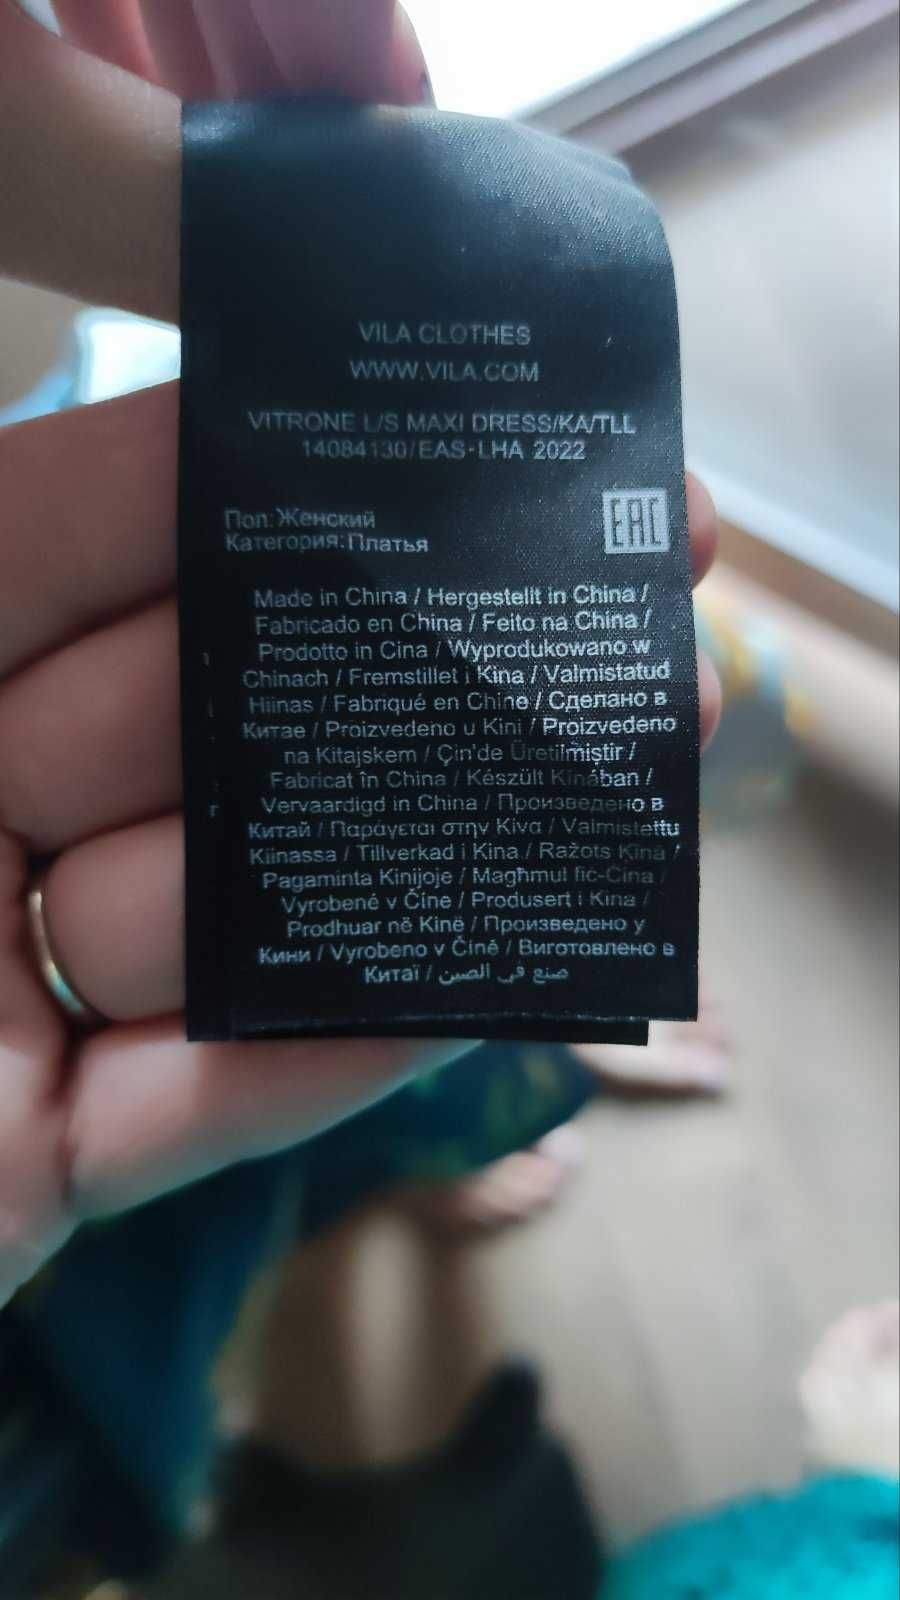 VILA CLOTHES
WWW.VILA.COM
VITRONE L/S MAXI DRESS/KA/TLL
14084130/EAS-LHA 2022
Пол:Женский
Категория:Платья
EAC
Made in China / Hergestellt in China /
Fabricado en China / Feito na China /
Prodotto in Cina / Wyprodukowano w
Chinach / Fremstillet i Kina / Valmistatud
Hiinas / Fabriqué en Chine / Сделано в
Китае / Proizvedeno u Kini / Proizvedeno
na Kitajskem / Çin'de Üretilmiştir /
Fabricat în China / Készült Kínában /
Vervaardigd in China / Произведено в
Китай / Παράγεται στην Κίνα / Valmistettu
Kiinassa / Tillverkad i Kina / Ražots Ķīnā /
Pagaminta Kinijoje / Magħmul fiċ-Ċina /
Vyrobené v Číne / Produsert i Kina /
Prodhuar në Kinë / Произведено у
Кини / Vyrobeno v Číně / Виготовлено в
Китаї / صنع في الصين